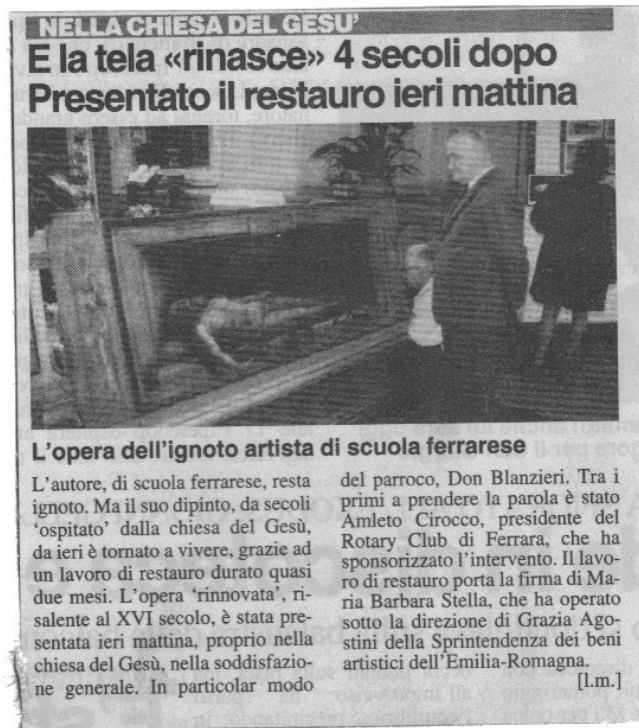 NELLA CHIESA DEL GESU'
E la tela «rinasce» 4 secoli dopo
Presentato il restauro ieri mattina
L'opera dell'ignoto artista di scuola ferrarese
L'autore, di scuola ferrarese, resta
ignoto. Ma il suo dipinto, da secoli
'ospitato' dalla chiesa del Gesù,
da ieri è tornato a vivere, grazie ad
un lavoro di restauro durato quasi
due mesi. L'opera 'rinnovata', ri-
salente al XVI secolo, è stata pre-
sentata ieri mattina, proprio nella
chiesa del Gesù, nella soddisfazio-
ne generale. In particolar modo
del parroco, Don Blanzieri. Tra i
primi a prendere la parola è stato
Amleto Cirocco, presidente del
Rotary Club di Ferrara, che ha
sponsorizzato l'intervento. Il lavo-
ro di restauro porta la firma di Ma-
ria Barbara Stella, che ha operato
sotto la direzione di Grazia Ago-
stini della Sprintendenza dei beni
artistici dell'Emilia-Romagna.
[l.m.]